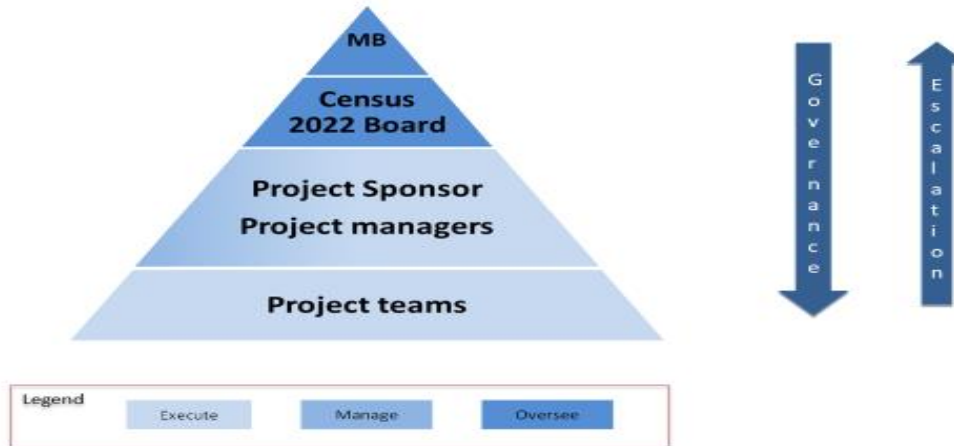 MB
Census
2022 Board
Project Sponsor
Project managers
Project teams
Governance
Escalation
Legend
Execute
Manage
Oversee